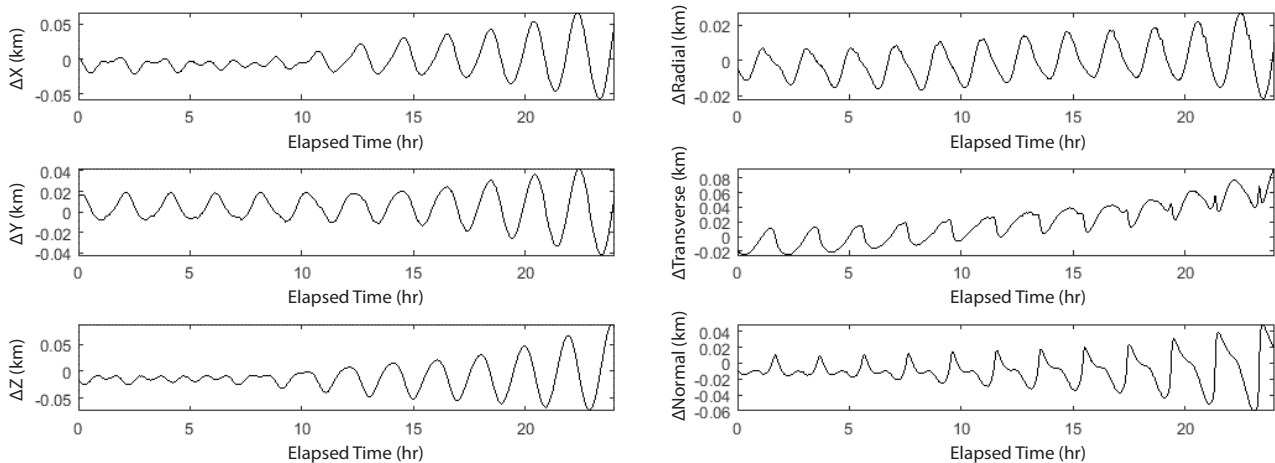 ΔX (km)
0.05
0
-0.05
0 5 10 15 20
Elapsed Time (hr)
ΔY (km)
0.04
0.02
0
-0.02
-0.04
0 5 10 15 20
Elapsed Time (hr)
ΔZ (km)
0.05
0
-0.05
0 5 10 15 20
Elapsed Time (hr)
ΔRadial (km)
0.02
0
-0.02
0 5 10 15 20
Elapsed Time (hr)
ΔTransverse (km)
0.08
0.06
0.04
0.02
0
-0.02
0 5 10 15 20
Elapsed Time (hr)
ΔNormal (km)
0.04
0.02
0
-0.02
-0.04
-0.06
0 5 10 15 20
Elapsed Time (hr)